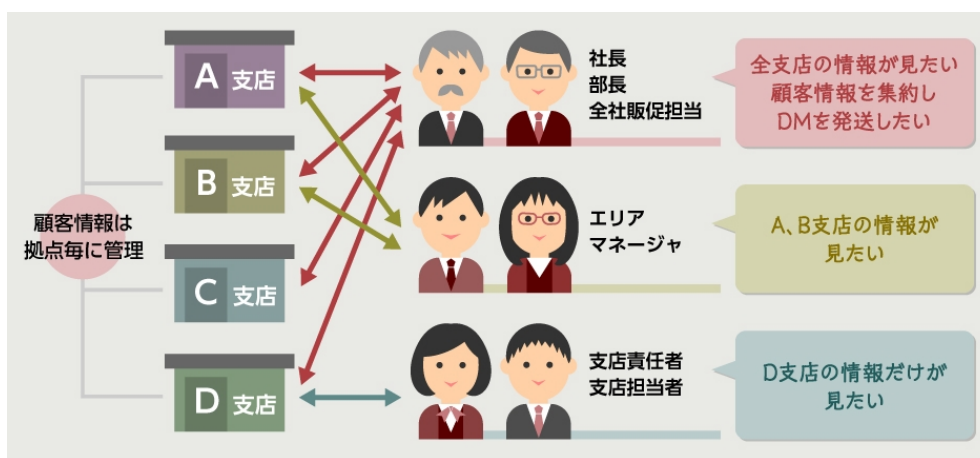 顧客情報は
拠点毎に管理
A 支店
B 支店
C 支店
D 支店
社長
部長
全社販促担当
全支店の情報が見たい
顧客情報を集約し
DMを発送したい
エリア
マネージャ
A、B支店の情報が
見たい
支店責任者
支店担当者
D支店の情報だけが
見たい